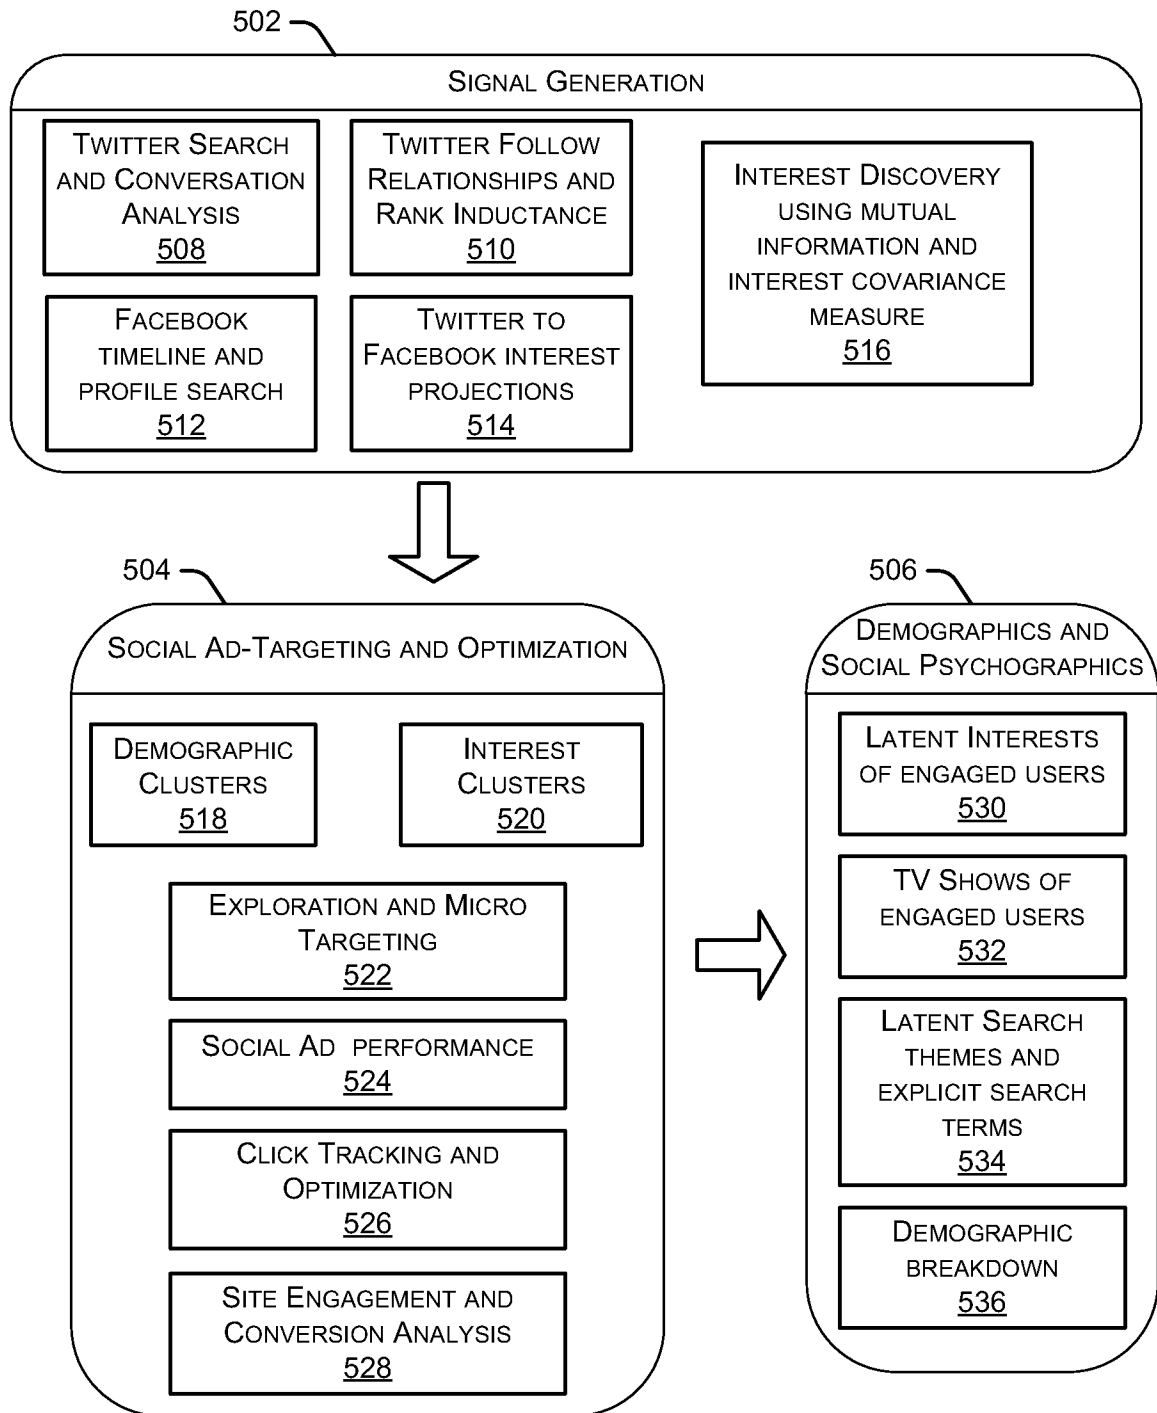 502
SIGNAL GENERATION
TWITTER SEARCH
AND CONVERSATION
ANALYSIS
508
TWITTER FOLLOW
RELATIONSHIPS AND
RANK INDUCTANCE
510
INTEREST DISCOVERY
USING MUTUAL
INFORMATION AND
INTEREST COVARIANCE
MEASURE
516
FACEBOOK
TIMELINE AND
PROFILE SEARCH
512
TWITTER TO
FACEBOOK INTEREST
PROJECTIONS
514
504
SOCIAL AD-TARGETING AND OPTIMIZATION
DEMOGRAPHIC
CLUSTERS
518
INTEREST
CLUSTERS
520
EXPLORATION AND MICRO
TARGETING
522
SOCIAL AD PERFORMANCE
524
CLICK TRACKING AND
OPTIMIZATION
526
SITE ENGAGEMENT AND
CONVERSION ANALYSIS
528
506
DEMOGRAPHICS AND
SOCIAL PSYCHOGRAPHICS
LATENT INTERESTS
OF ENGAGED USERS
530
TV SHOWS OF
ENGAGED USERS
532
LATENT SEARCH
THEMES AND
EXPLICIT SEARCH
TERMS
534
DEMOGRAPHIC
BREAKDOWN
536